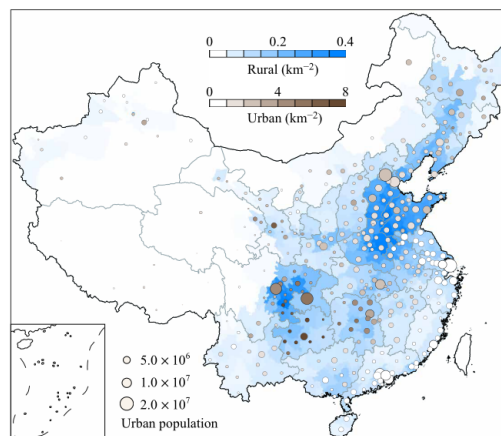 0 0.2 0.4
Rural (km⁻²)
0 4 8
Urban (km⁻²)
5.0 × 10⁶
1.0 × 10⁷
2.0 × 10⁷
Urban population